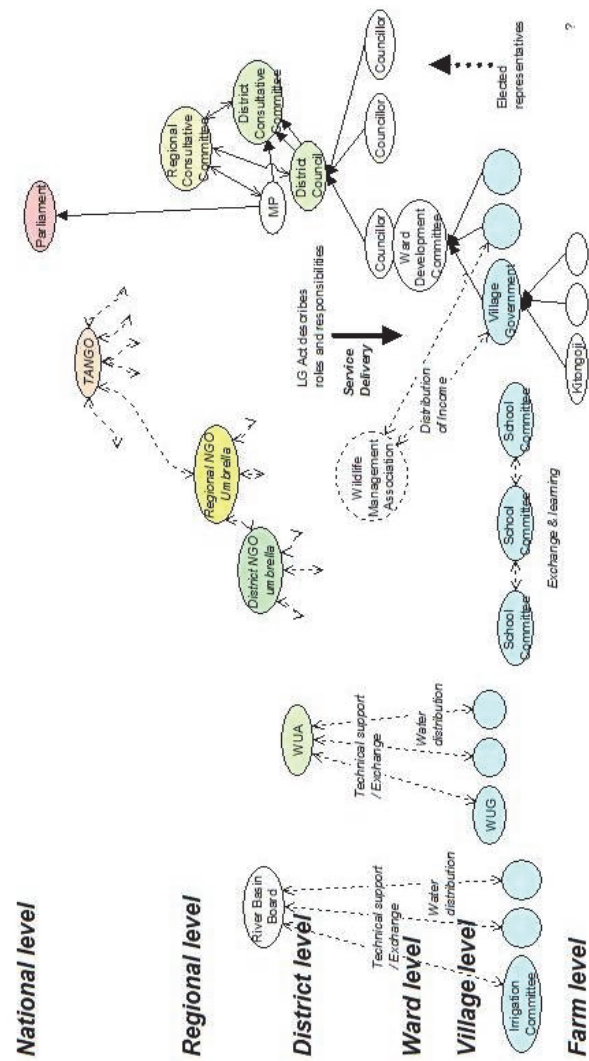 National level
Regional level
District level
Ward level
Village level
Farm level
Parliament
TANGO
Regional
Consultative
Committee
District
Consultative
Committee
MP
District
Council
Regional NGO
Umbrella
District NGO
umbrella
River Basin
Board
WUA
Technical support
/ Exchange
Water
distribution
Technical support
/ Exchange
Water
distribution
Irrigation
Committee
WUG
LG Act describes
roles and responsibilities
Service
Delivery
Wildlife
Management
Association
Distribution
of Income
Councillor
Councillor
Councillor
Ward
Development
Committee
Elected
representatives
School
Committee
School
Committee
School
Committee
Exchange & learning
Village
Government
Kitongoji
?